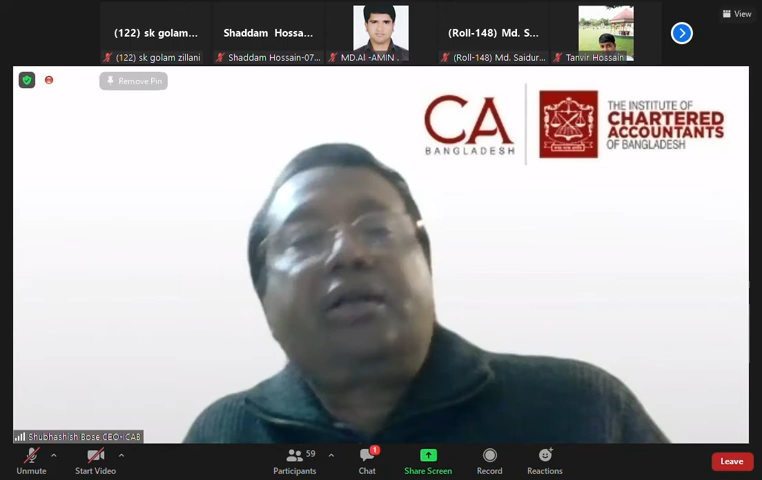 View
(122) sk golam...
Shaddam Hossa...
(Roll-148) Md. S...
(122) sk golam zillani
Shaddam Hossain-07...
MD.Al -AMIN .
(Roll-148) Md. Saidur...
Tanvir Hossain
Remove Pin
CA
BANGLADESH
THE INSTITUTE OF
CHARTERED
ACCOUNTANTS
OF BANGLADESH
Shubhashish Bose CEO-ICAB
Unmute
Start Video
59
Participants
1
Chat
Share Screen
Record
Reactions
Leave